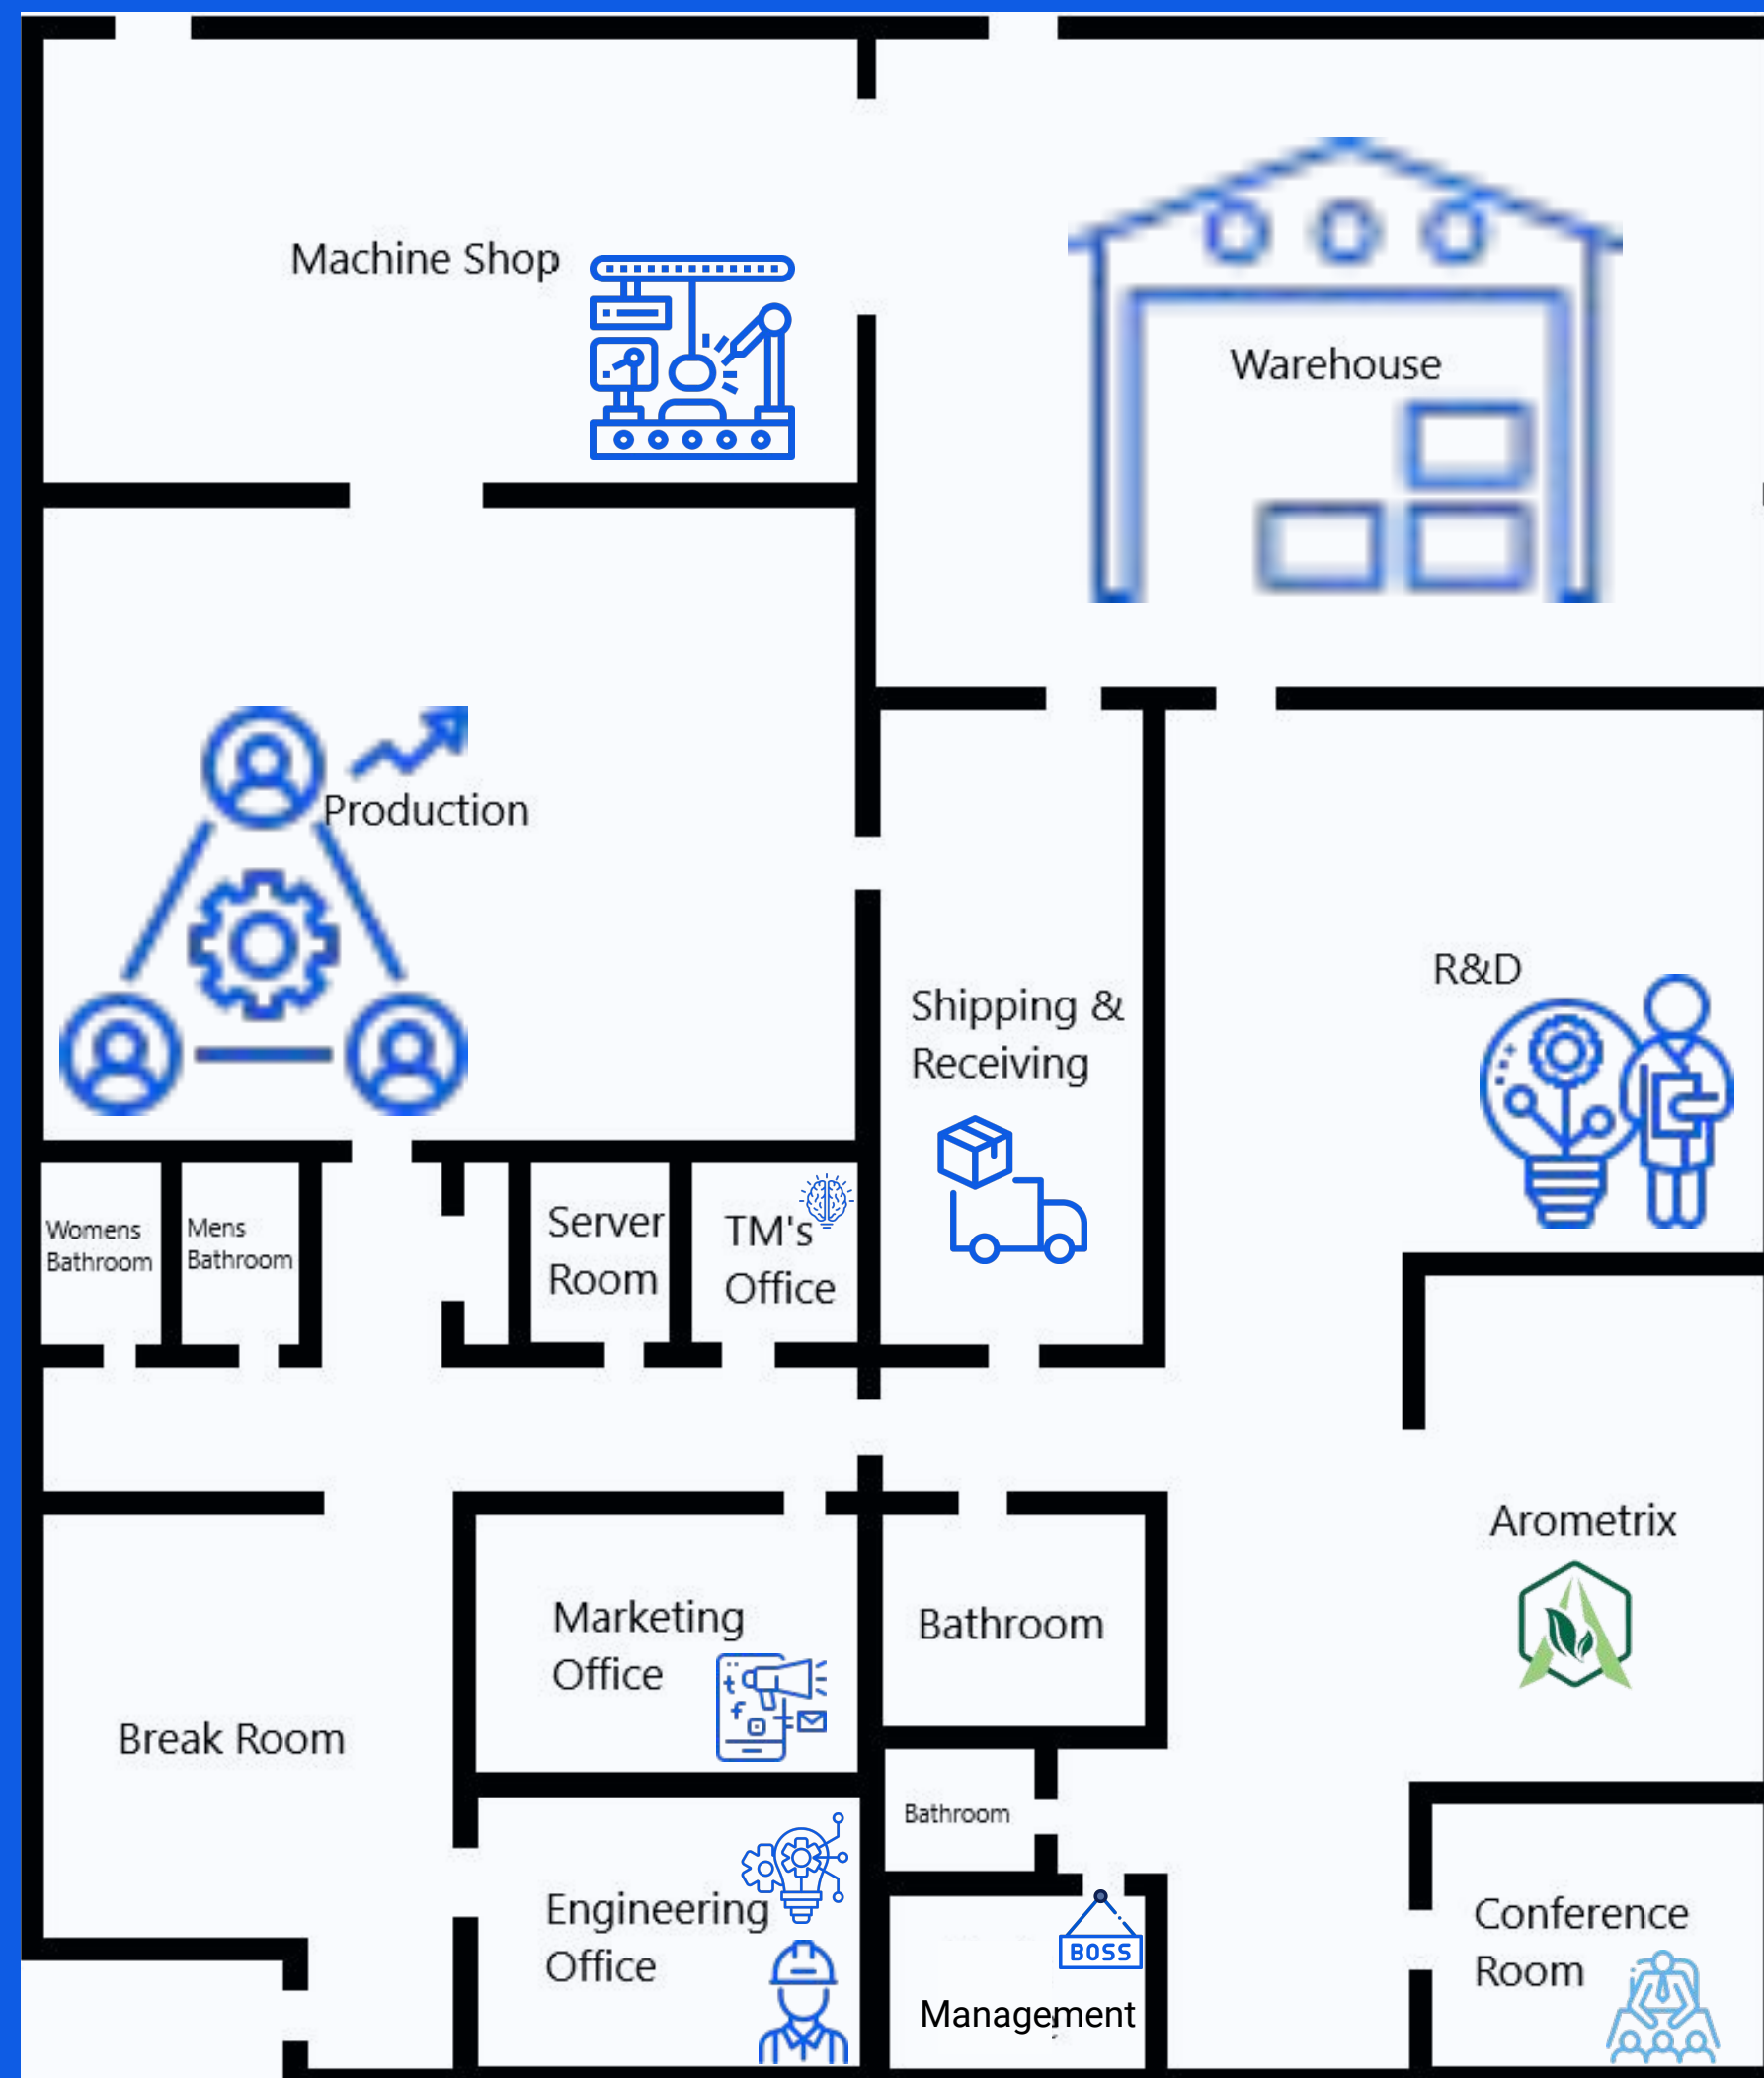 Machine Shop
Warehouse
Production
R&D
Shipping &
Receiving
Womens
Bathroom
Mens
Bathroom
Server
Room
TM's
Office
Arometrix
Marketing
Office
Bathroom
Break Room
Bathroom
Engineering
Office
BOSS
Management
Conference
Room